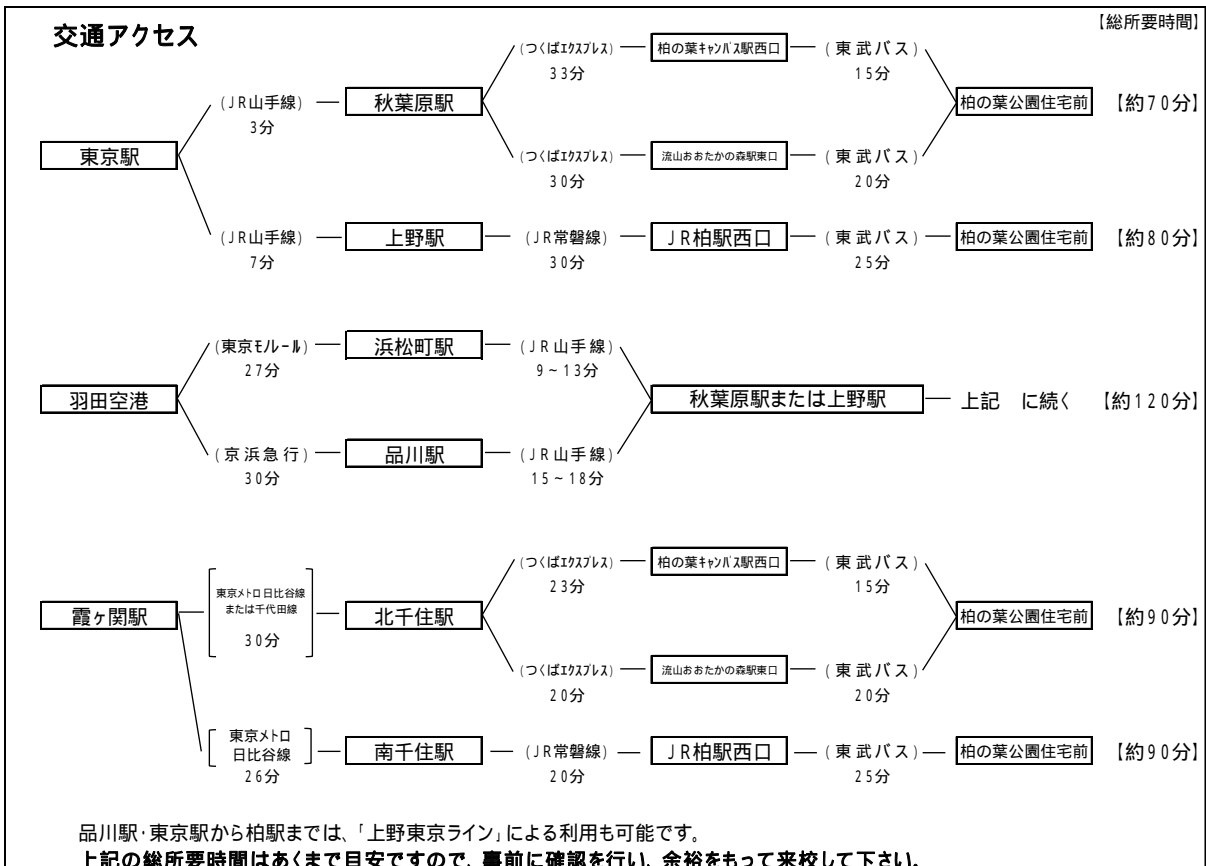 【総所要時間】
交通アクセス
(つくばエクスプレス) 柏の葉キャンパス駅西口 (東武バス)
33分 15分
(JR山手線) 秋葉原駅 柏の葉公園住宅前 【約70分】
3分
東京駅
(つくばエクスプレス) 流山おおたかの森駅東口 (東武バス)
30分 20分
(JR山手線) 上野駅 (JR常磐線) JR柏駅西口 (東武バス) 柏の葉公園住宅前 【約80分】
7分 30分 25分
(東京モノレール) 浜松町駅 (JR山手線)
27分 9~13分
羽田空港 秋葉原駅または上野駅 上記 に続く 【約120分】
(京浜急行) 品川駅 (JR山手線)
30分 15~18分
(つくばエクスプレス) 柏の葉キャンパス駅西口 (東武バス)
23分 15分
東京メトロ日比谷線
または千代田線
霞ヶ関駅 北千住駅 柏の葉公園住宅前 【約90分】
30分
(つくばエクスプレス) 流山おおたかの森駅東口 (東武バス)
20分 20分
東京メトロ
日比谷線 南千住駅 (JR常磐線) JR柏駅西口 (東武バス) 柏の葉公園住宅前 【約90分】
26分 20分 25分
品川駅・東京駅から柏駅までは、「上野東京ライン」による利用も可能です。
上記の総所要時間はあくまで目安ですので、事前に確認を行い、余裕をもって来校して下さい。